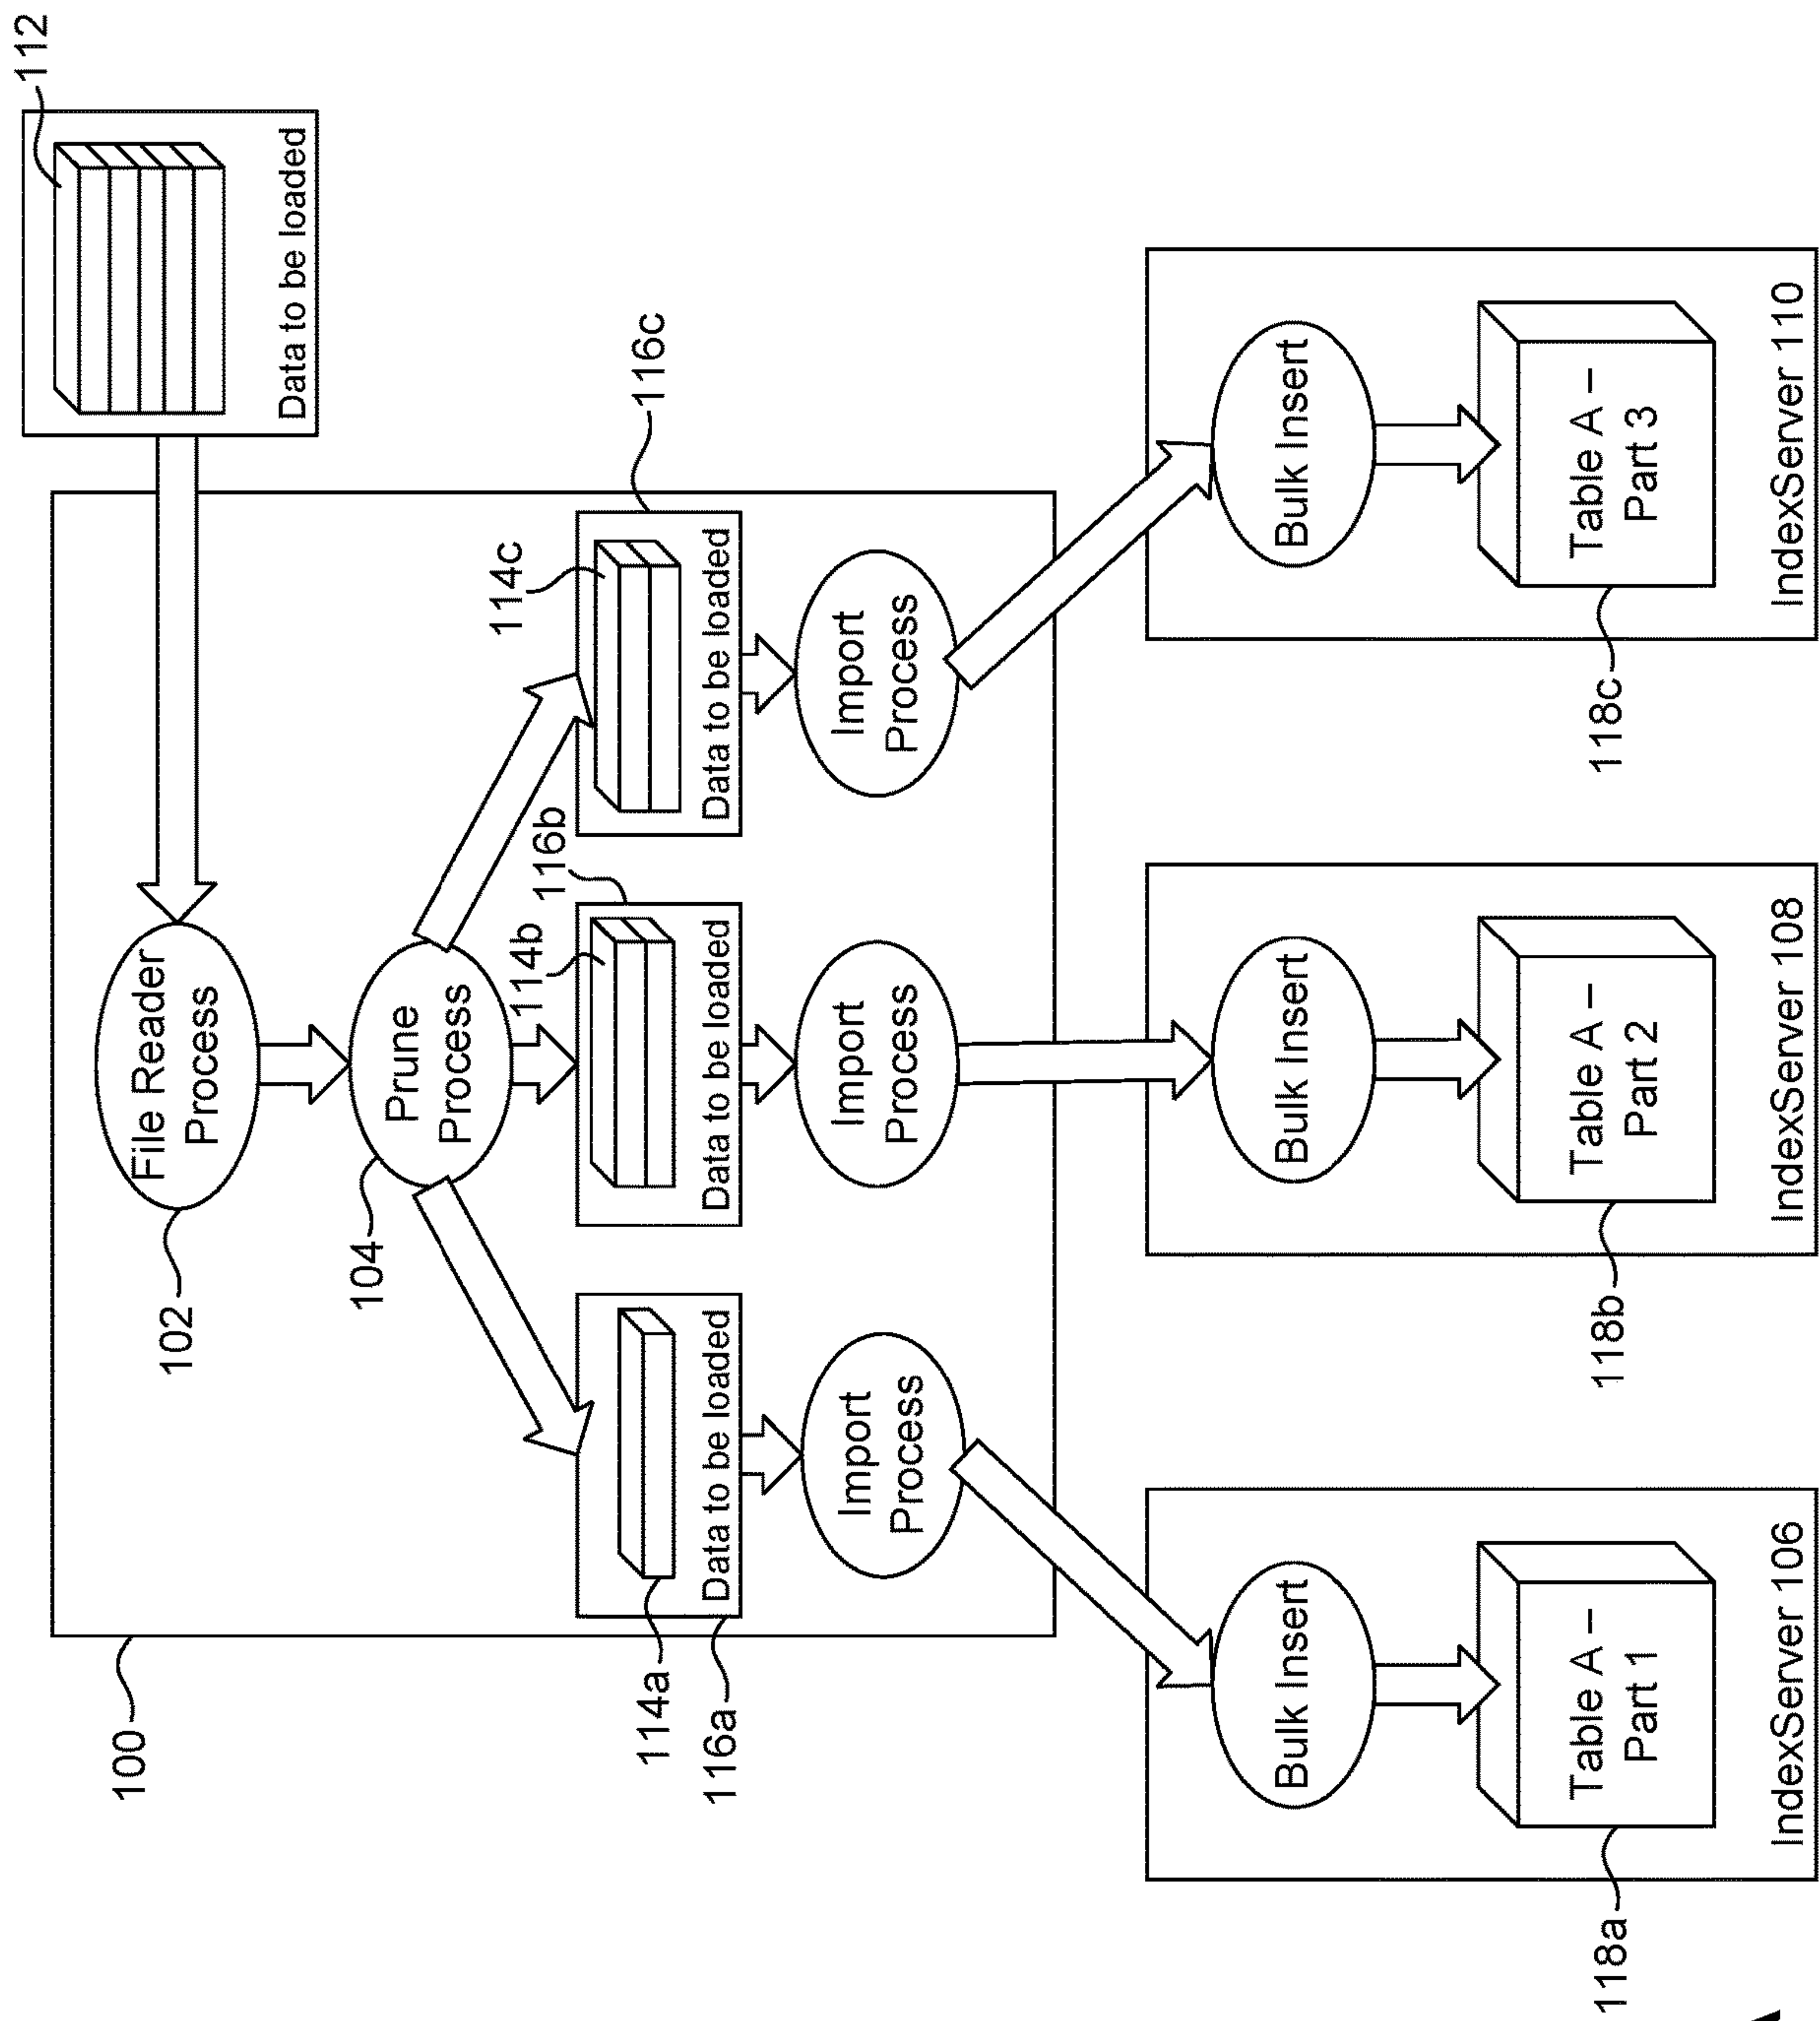 112
Data to be loaded
100
File Reader
Process
102
Prune
Process
104
114a
116a
Data to be loaded
114b
116b
Data to be loaded
114c
116c
Data to be loaded
Import
Process
Import
Process
Import
Process
Bulk Insert
Table A –
Part 1
118a
IndexServer 106
Bulk Insert
Table A –
Part 2
118b
IndexServer 108
Bulk Insert
Table A –
Part 3
118c
IndexServer 110